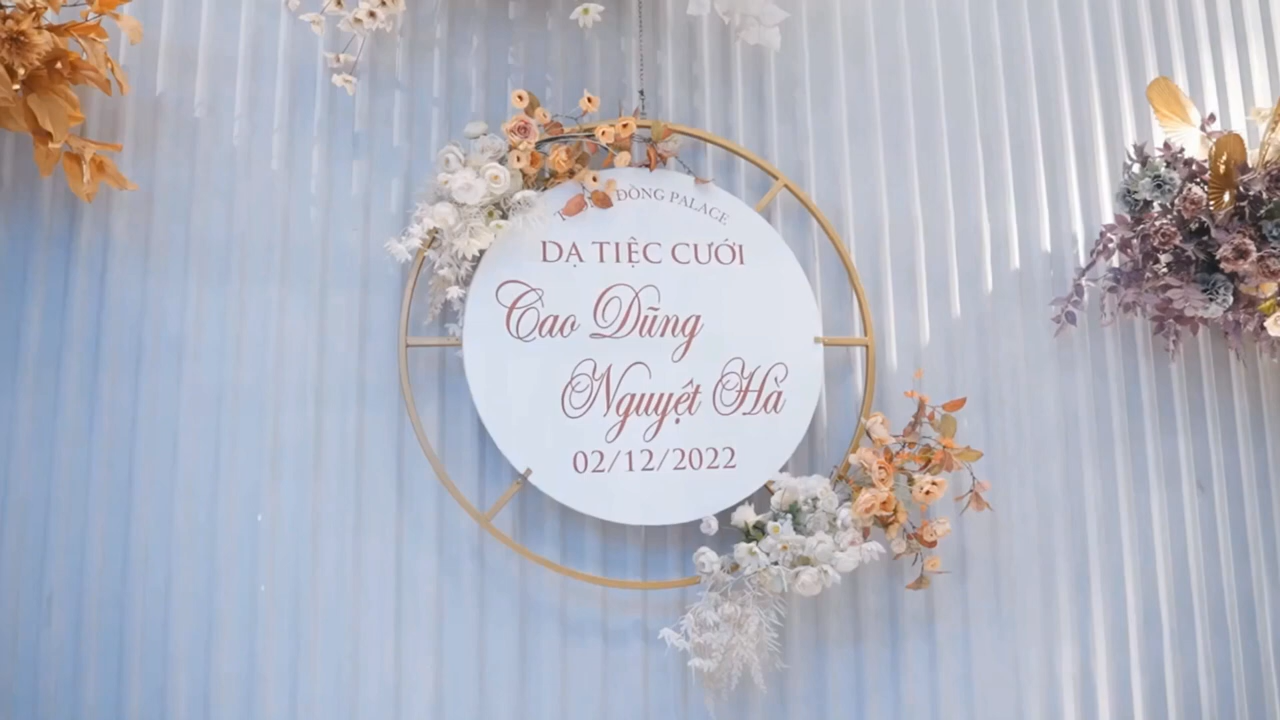 ĐỒNG PALACE
DẠ TIỆC CƯỚI
Cao Dũng
Nguyệt Hà
02/12/2022